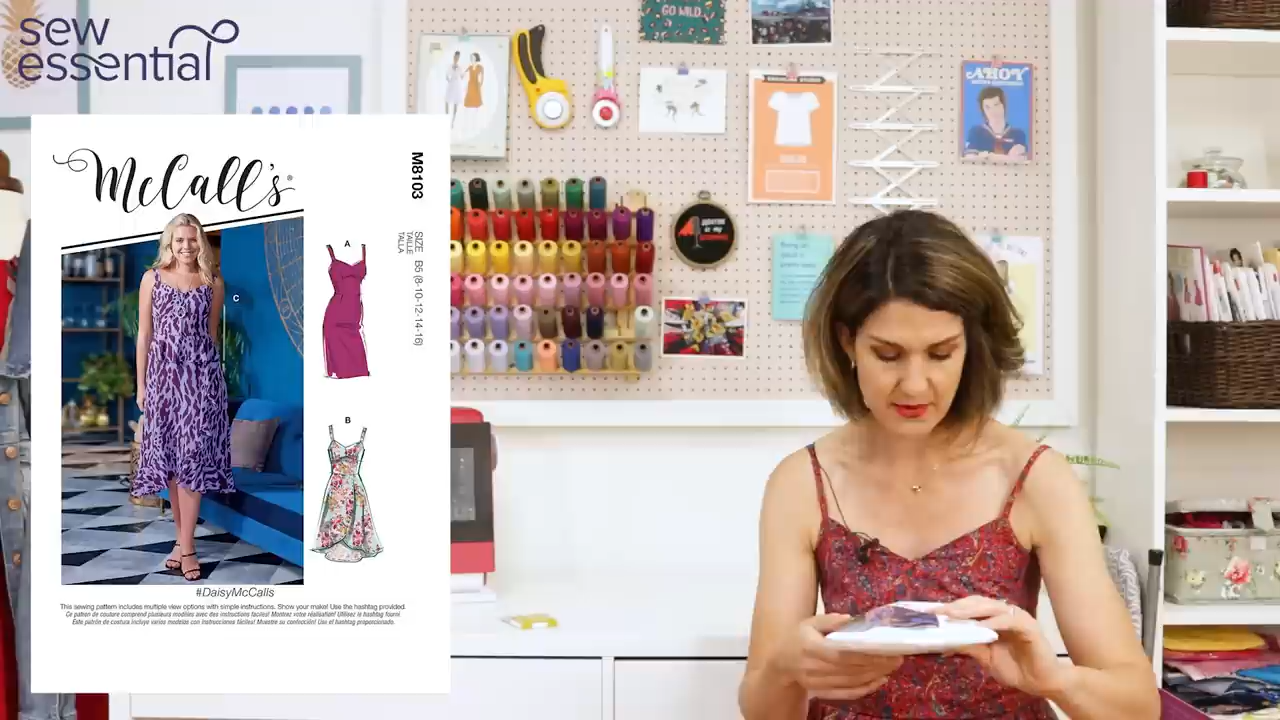 sew
essential
McCall's®
M8103
SIZE B5 (8-10-12-14-16)
TAILLE
TALLA
A
C
B
#DaisyMcCalls
This sewing pattern includes multiple view options with simple instructions. Show your make! Use the hashtag provided.
Ce patron de couture comprend plusieurs modèles avec des instructions faciles! Montrez votre réalisation! Utilisez le hashtag fourni.
Este patrón de costura incluye varios modelos con instrucciones fáciles! Muestre su confección! Use el hashtag proporcionado.
GO WILD
AHOY